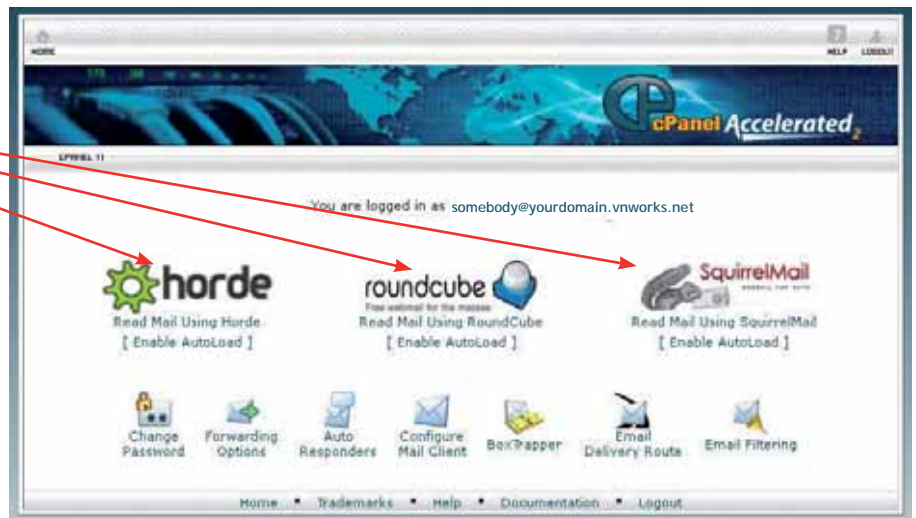 HOME HELP LOGOUT
cPanel Accelerated2
CPANEL 11
You are logged in as somebody@yourdomain.vnworks.net
horde roundcube SquirrelMail
Free webmail for the masses
Read Mail Using Horde Read Mail Using RoundCube Read Mail Using SquirrelMail
[ Enable AutoLoad ] [ Enable AutoLoad ] [ Enable AutoLoad ]
Change Password Forwarding Options Auto Responders Configure Mail Client BoxTrapper Email Delivery Route Email Filtering
Home Trademarks Help Documentation Logout